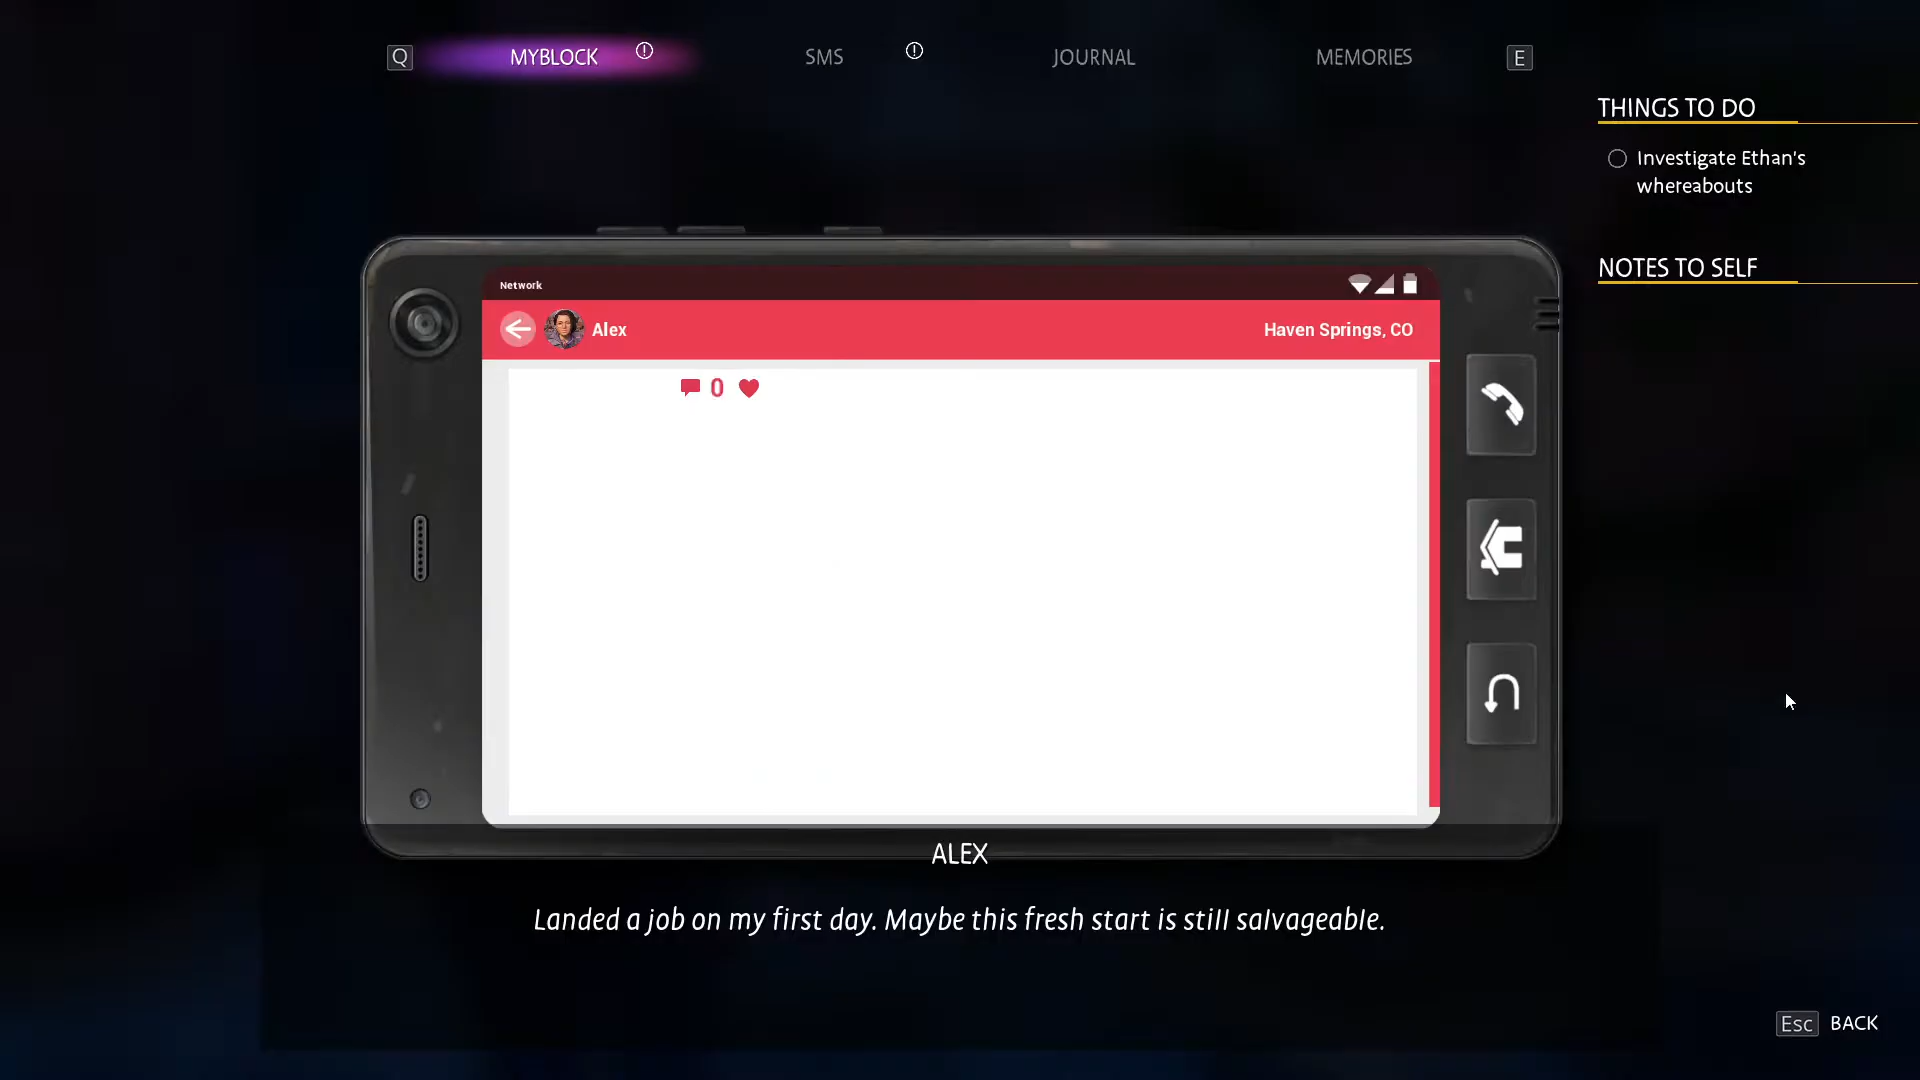 Q MYBLOCK SMS JOURNAL MEMORIES E
THINGS TO DO
Investigate Ethan's
whereabouts
NOTES TO SELF
Network
Alex
Haven Springs, CO
0
ALEX
Landed a job on my first day. Maybe this fresh start is still salvageable.
Esc BACK